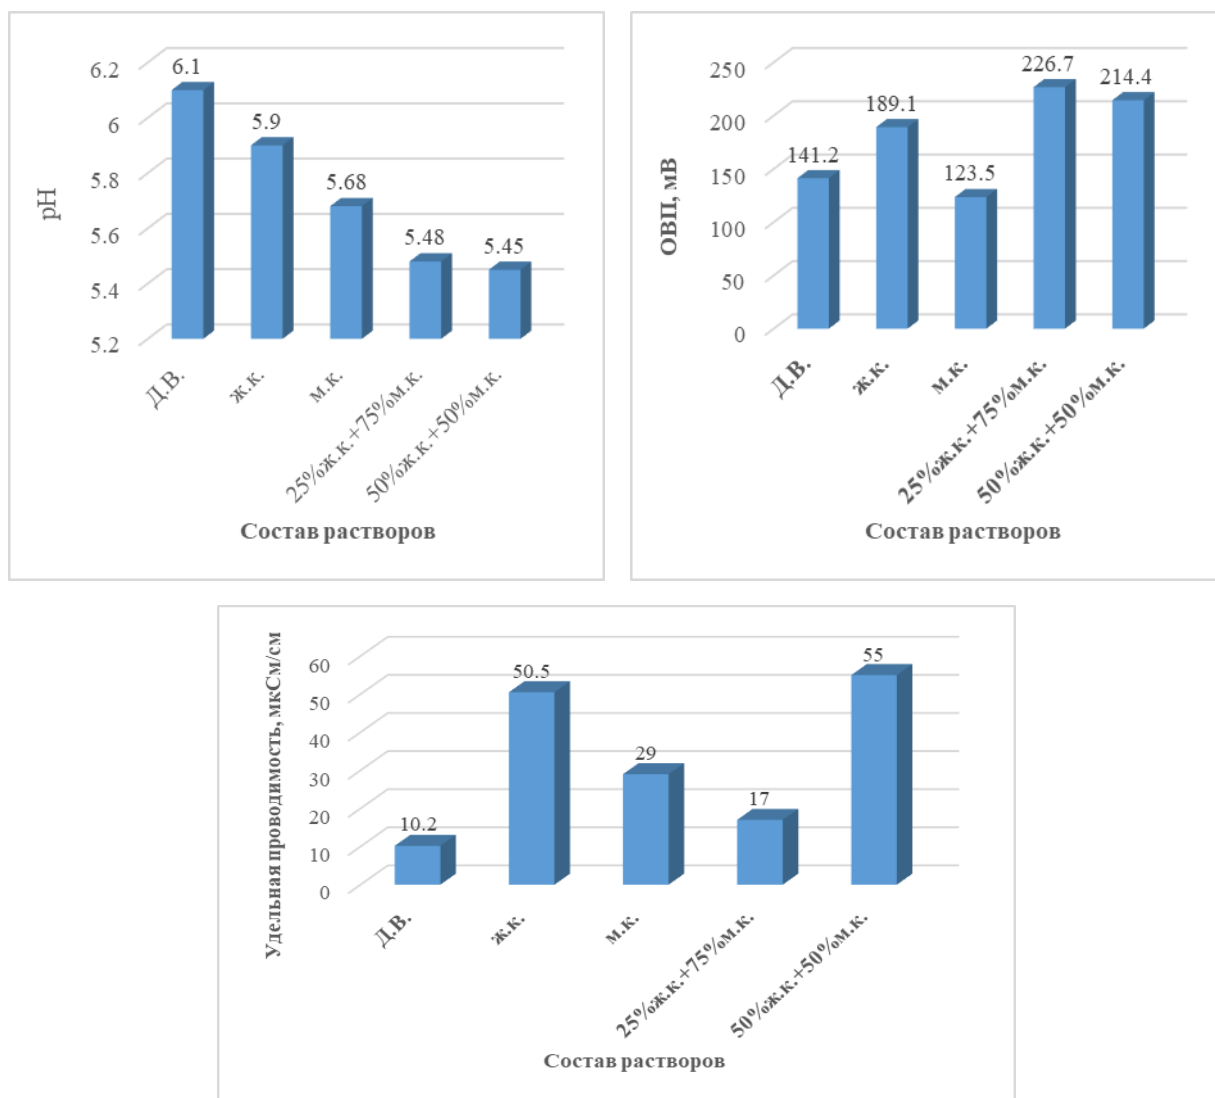 6.2
6
5.8
5.6
5.4
5.2
pH
6.1
5.9
5.68
5.48
5.45
Д.В.
ж.к.
м.к.
25%ж.к.+75%м.к.
50%ж.к.+50%м.к.
Состав растворов
250
200
150
100
50
0
ОВП, мВ
141.2
189.1
123.5
226.7
214.4
Д.В.
ж.к.
м.к.
25%ж.к.+75%м.к.
50%ж.к.+50%м.к.
Состав растворов
60
50
40
30
20
10
0
Удельная проводимость, мкСм/см
10.2
50.5
29
17
55
Д.В.
ж.к.
м.к.
25%ж.к.+75%м.к.
50%ж.к.+50%м.к.
Состав растворов